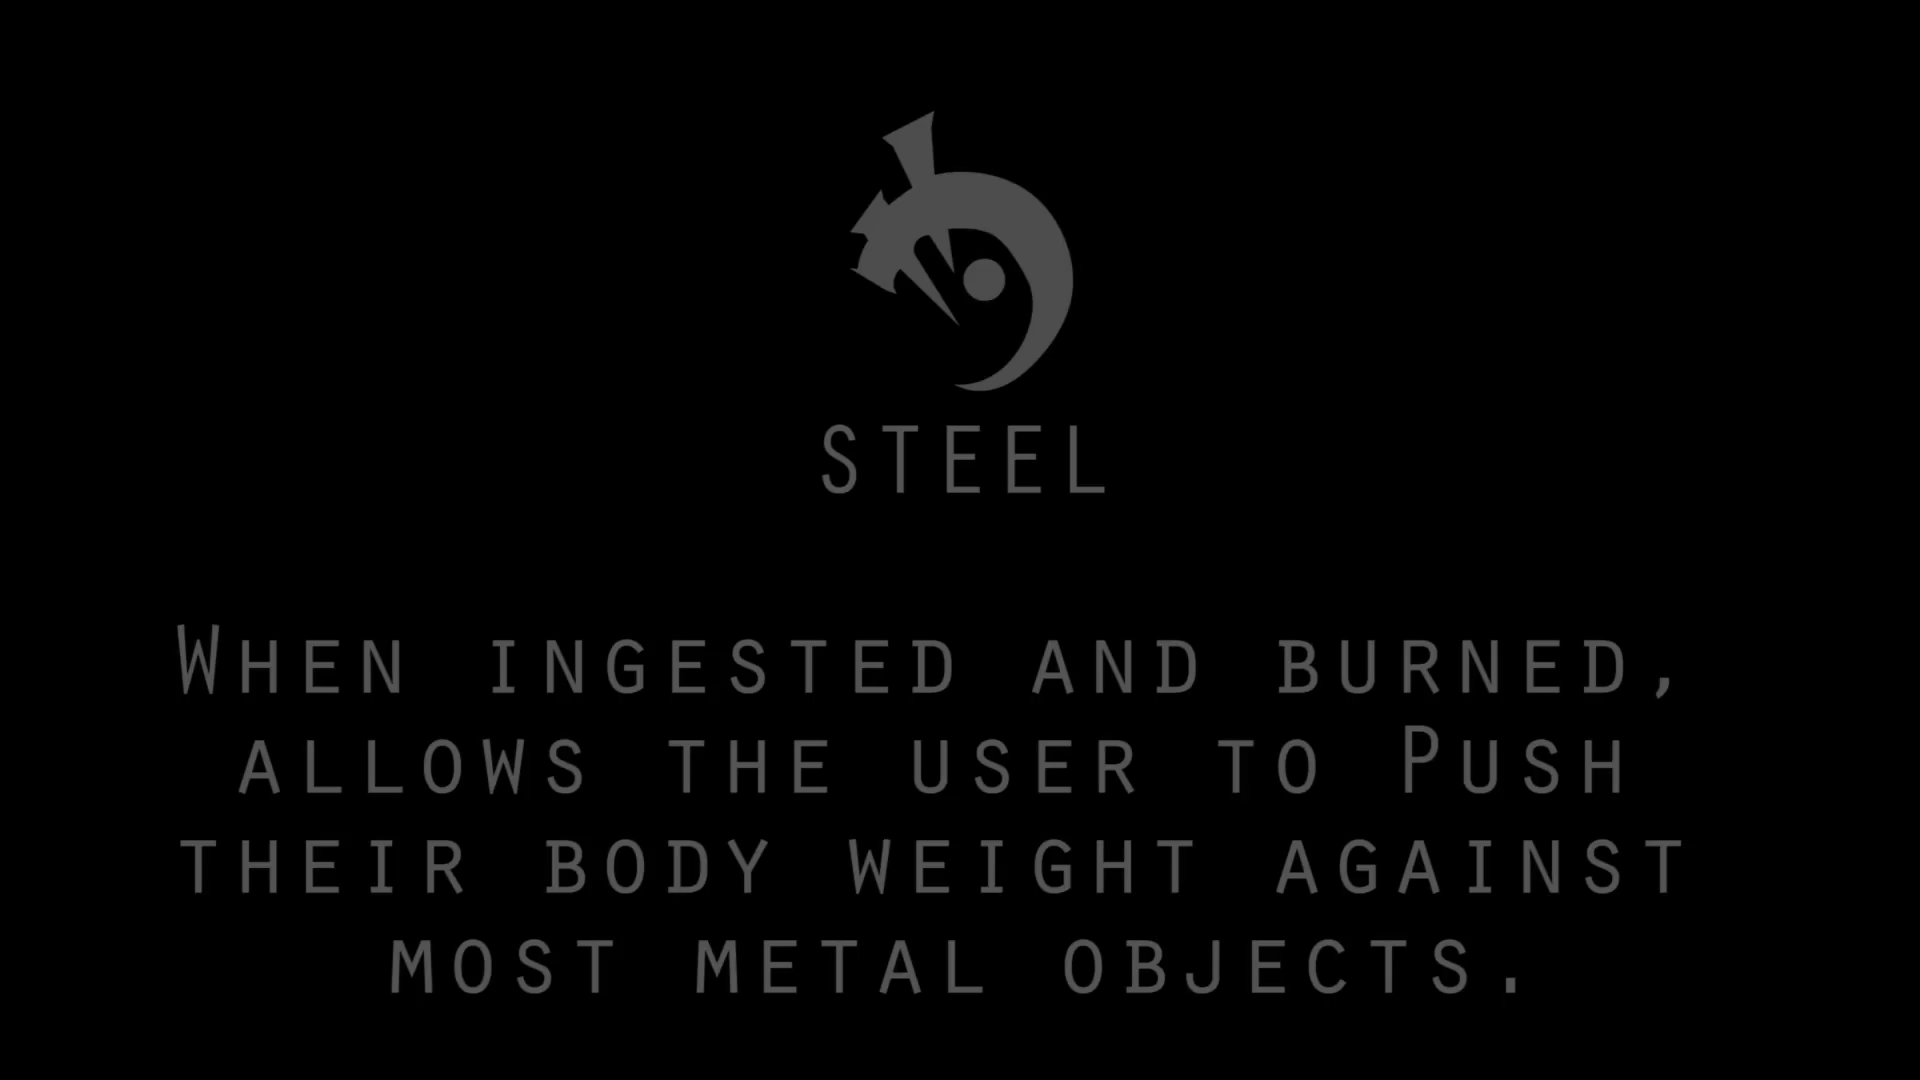 STEEL
When ingested and burned,
allows the user to Push
their body weight against
most metal objects.